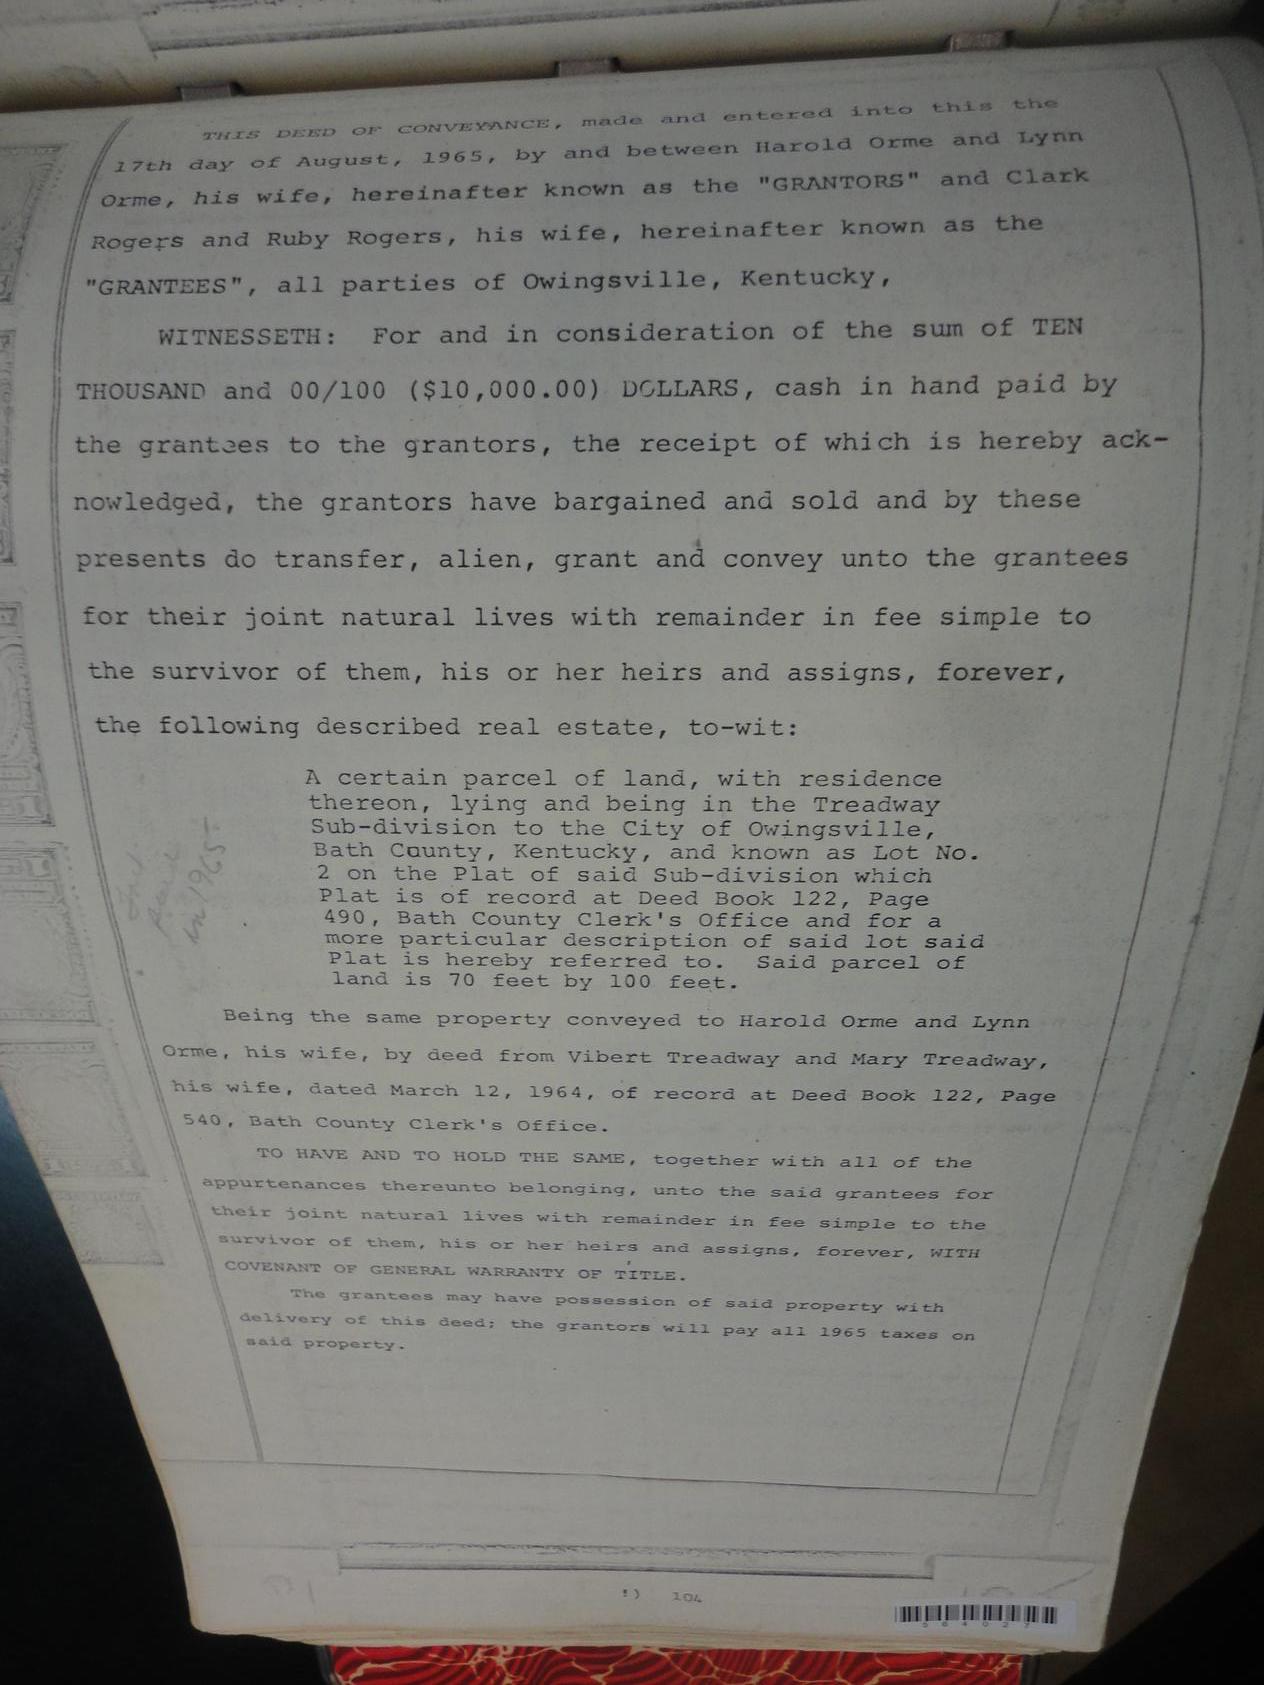 THIS DEED OF CONVEYANCE, made and entered into this the
17th day of August, 1965, by and between Harold Orme and Lynn
Orme, his wife, hereinafter known as the "GRANTORS" and Clark
Rogers and Ruby Rogers, his wife, hereinafter known as the
"GRANTEES", all parties of Owingsville, Kentucky,
WITNESSETH: For and in consideration of the sum of TEN
THOUSAND and 00/100 ($10,000.00) DOLLARS, cash in hand paid by
the grantees to the grantors, the receipt of which is hereby ack-
nowledged, the grantors have bargained and sold and by these
presents do transfer, alien, grant and convey unto the grantees
for their joint natural lives with remainder in fee simple to
the survivor of them, his or her heirs and assigns, forever,
the following described real estate, to-wit:
A certain parcel of land, with residence
thereon, lying and being in the Treadway
Sub-division to the City of Owingsville,
Bath County, Kentucky, and known as Lot No.
2 on the Plat of said Sub-division which
Plat is of record at Deed Book 122, Page
490, Bath County Clerk's Office and for a
more particular description of said lot said
Plat is hereby referred to. Said parcel of
land is 70 feet by 100 feet.
in 1965-
Being the same property conveyed to Harold Orme and Lynn
Orme, his wife, by deed from Vibert Treadway and Mary Treadway,
his wife, dated March 12, 1964, of record at Deed Book 122, Page
540, Bath County Clerk's Office.
TO HAVE AND TO HOLD THE SAME, together with all of the
appurtenances thereunto belonging, unto the said grantees for
their joint natural lives with remainder in fee simple to the
survivor of them, his or her heirs and assigns, forever, WITH
COVENANT OF GENERAL WARRANTY OF TITLE.
The grantees may have possession of said property with
delivery of this deed; the grantors will pay all 1965 taxes on
said property.
104
564027